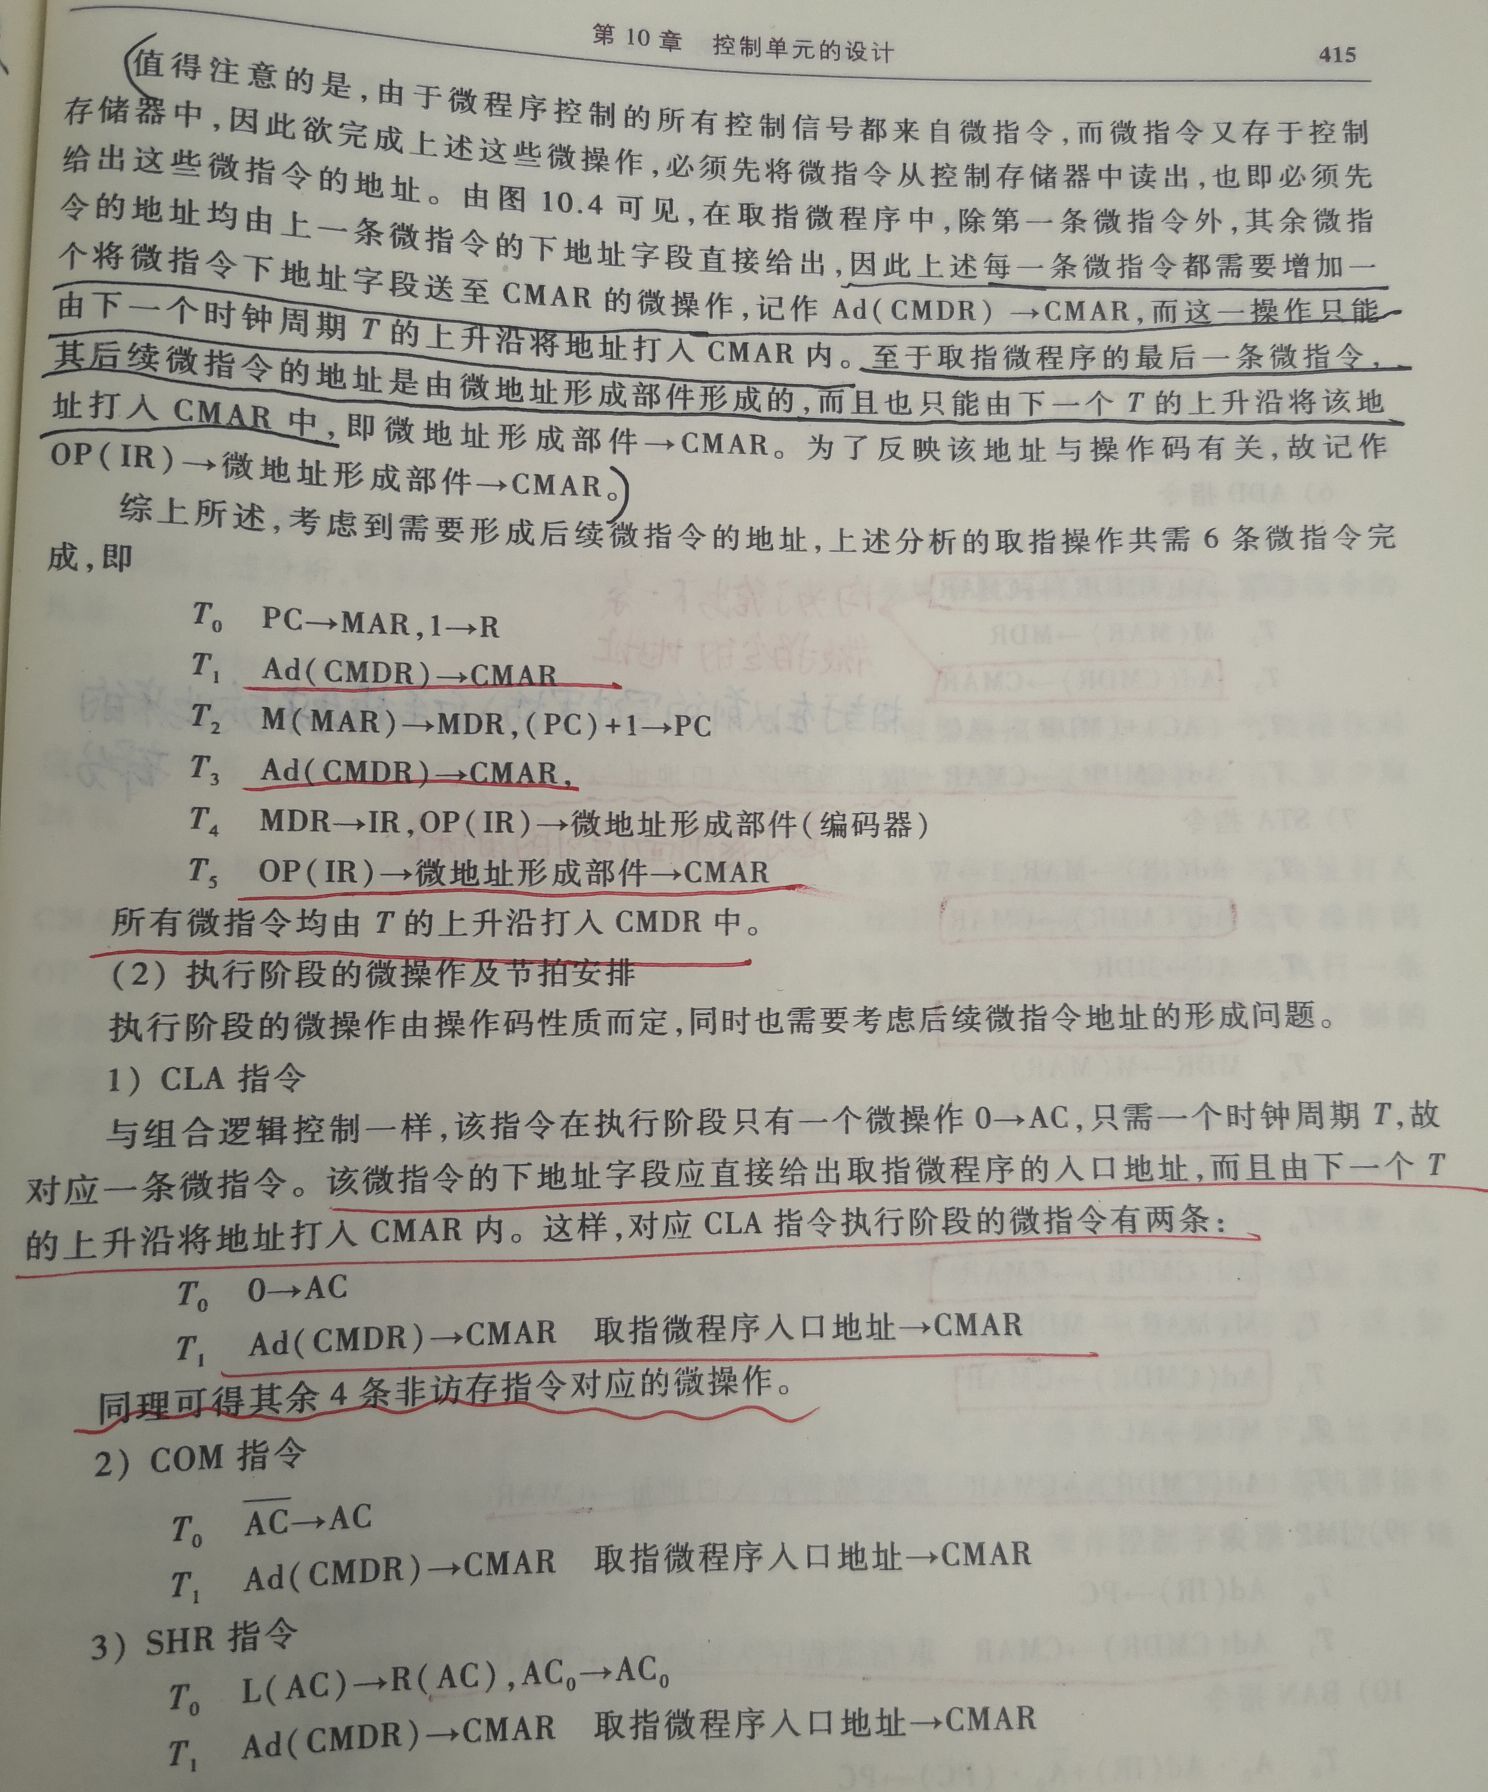 第 10 章 控制单元的设计 415
值得注意的是,由于微程序控制的所有控制信号都来自微指令,而微指令又存于控制
存储器中,因此欲完成上述这些微操作,必须先将微指令从控制存储器中读出,也即必须先
给出这些微指令的地址。由图 10.4 可见,在取指微程序中,除第一条微指令外,其余微指
令的地址均由上一条微指令的下地址字段直接给出,因此上述每一条微指令都需要增加一
个将微指令下地址字段送至 CMAR 的微操作,记作 Ad(CMDR)→CMAR,而这一操作只能
由下一个时钟周期 T 的上升沿将地址打入 CMAR 内。至于取指微程序的最后一条微指令,
其后续微指令的地址是由微地址形成部件形成的,而且也只能由下一个 T 的上升沿将该地
址打入 CMAR 中,即微地址形成部件→CMAR。为了反映该地址与操作码有关,故记作
OP(IR)→微地址形成部件→CMAR。
综上所述,考虑到需要形成后续微指令的地址,上述分析的取指操作共需 6 条微指令完
成,即
T₀ PC→MAR,1→R
T₁ Ad(CMDR)→CMAR
T₂ M(MAR)→MDR,(PC)+1→PC
T₃ Ad(CMDR)→CMAR,
T₄ MDR→IR,OP(IR)→微地址形成部件(编码器)
T₅ OP(IR)→微地址形成部件→CMAR
所有微指令均由 T 的上升沿打入 CMDR 中。
(2) 执行阶段的微操作及节拍安排
执行阶段的微操作由操作码性质而定,同时也需要考虑后续微指令地址的形成问题。
1) CLA 指令
与组合逻辑控制一样,该指令在执行阶段只有一个微操作 0→AC,只需一个时钟周期 T,故
对应一条微指令。该微指令的下地址字段应直接给出取指微程序的入口地址,而且由下一个 T
的上升沿将地址打入 CMAR 内。这样,对应 CLA 指令执行阶段的微指令有两条:
T₀ 0→AC
T₁ Ad(CMDR)→CMAR 取指微程序入口地址→CMAR
同理可得其余 4 条非访存指令对应的微操作。
2) COM 指令
T₀ A̅C̅→AC
T₁ Ad(CMDR)→CMAR 取指微程序入口地址→CMAR
3) SHR 指令
T₀ L(AC)→R(AC),AC₀→AC₀
T₁ Ad(CMDR)→CMAR 取指微程序入口地址→CMAR